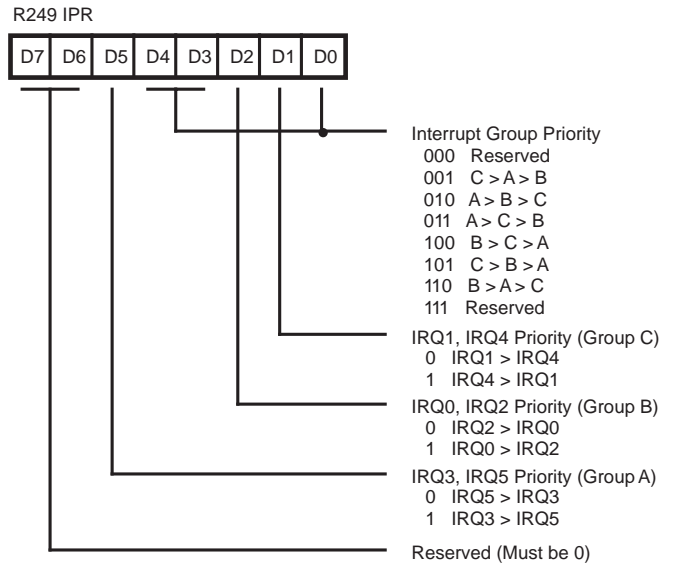 R249 IPR
D7 D6 D5 D4 D3 D2 D1 D0
Interrupt Group Priority
000 Reserved
001 C > A > B
010 A > B > C
011 A > C > B
100 B > C > A
101 C > B > A
110 B > A > C
111 Reserved
IRQ1, IRQ4 Priority (Group C)
0 IRQ1 > IRQ4
1 IRQ4 > IRQ1
IRQ0, IRQ2 Priority (Group B)
0 IRQ2 > IRQ0
1 IRQ0 > IRQ2
IRQ3, IRQ5 Priority (Group A)
0 IRQ5 > IRQ3
1 IRQ3 > IRQ5
Reserved (Must be 0)